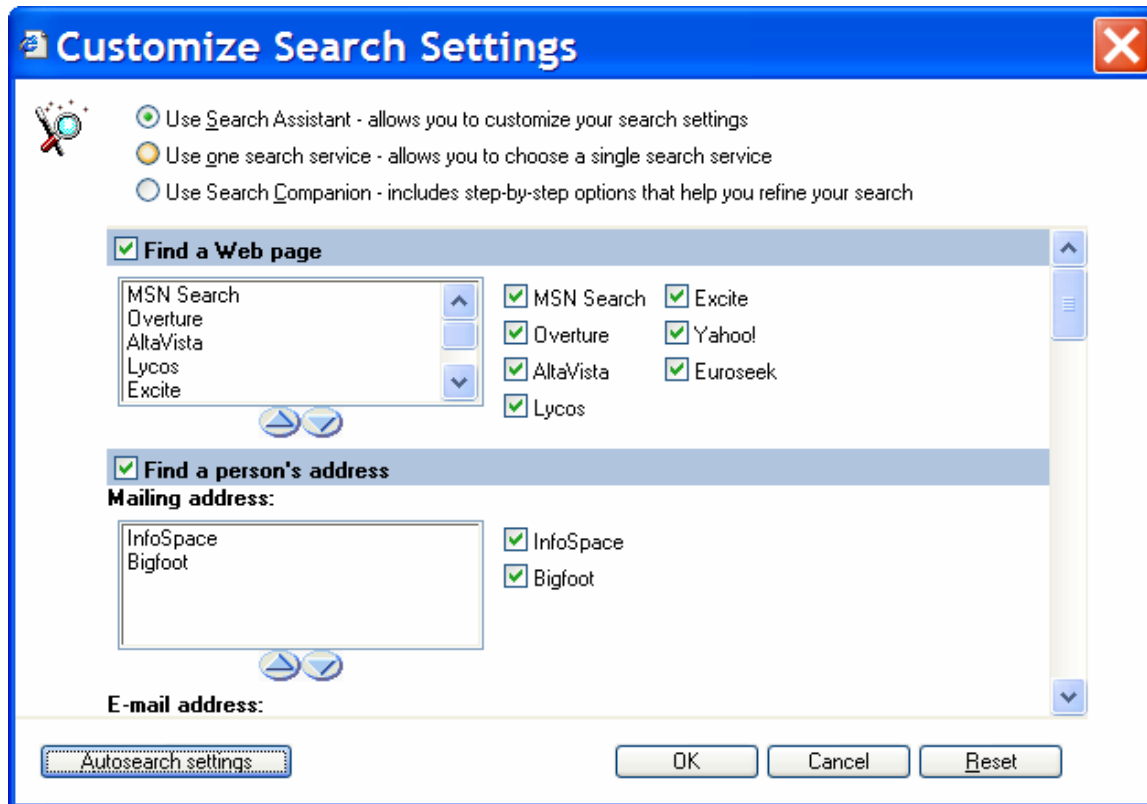 Customize Search Settings
Use Search Assistant - allows you to customize your search settings
Use one search service - allows you to choose a single search service
Use Search Companion - includes step-by-step options that help you refine your search
Find a Web page
MSN Search
Overture
AltaVista
Lycos
Excite
MSN Search
Excite
Overture
Yahoo!
AltaVista
Euroseek
Lycos
Find a person's address
Mailing address:
InfoSpace
Bigfoot
InfoSpace
Bigfoot
E-mail address:
Autosearch settings
OK
Cancel
Reset